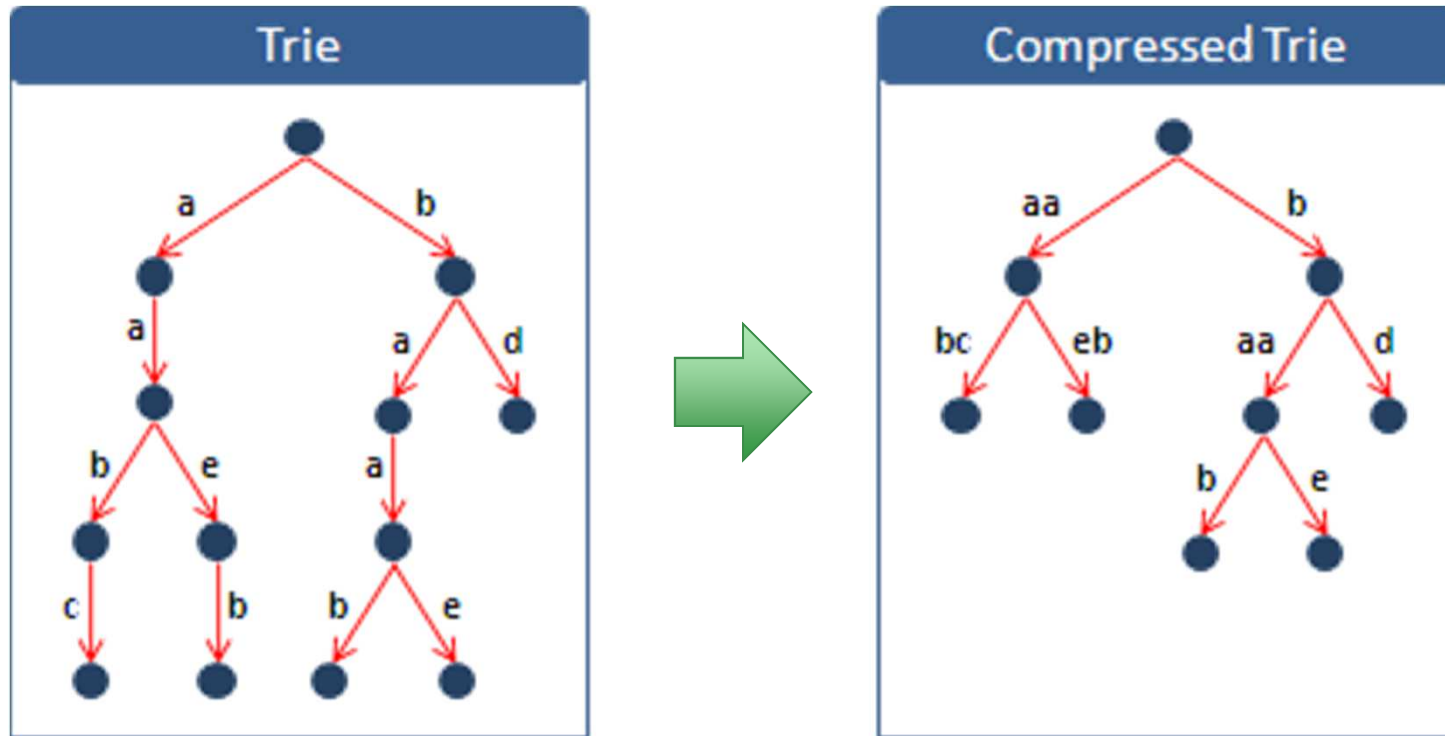 Trie
a b
a a d
b e a
c b b e
Compressed Trie
aa b
bc eb aa d
b e